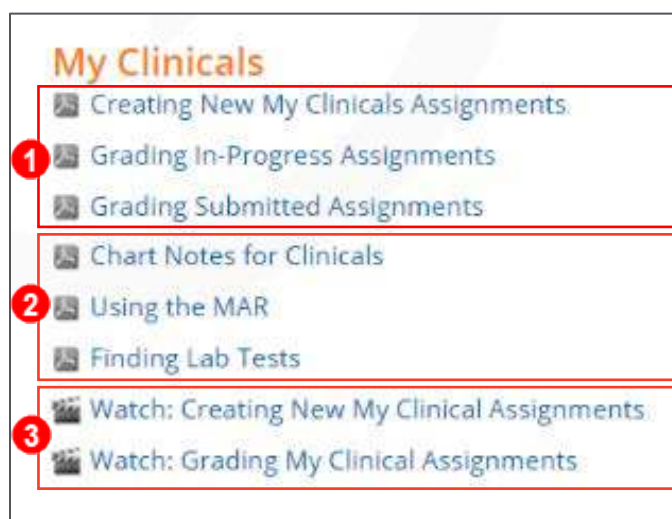 My Clinicals
Creating New My Clinicals Assignments
1 Grading In-Progress Assignments
Grading Submitted Assignments
Chart Notes for Clinicals
2 Using the MAR
Finding Lab Tests
Watch: Creating New My Clinical Assignments
3
Watch: Grading My Clinical Assignments